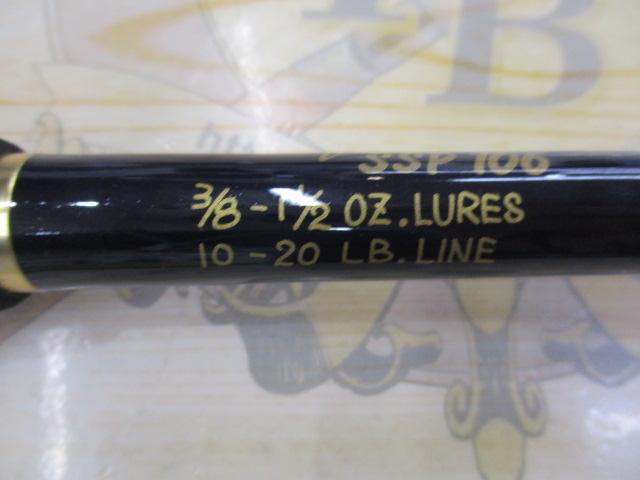 B
SSP 106
3/8 - 1 1/2 OZ. LURES
10 - 20 LB. LINE